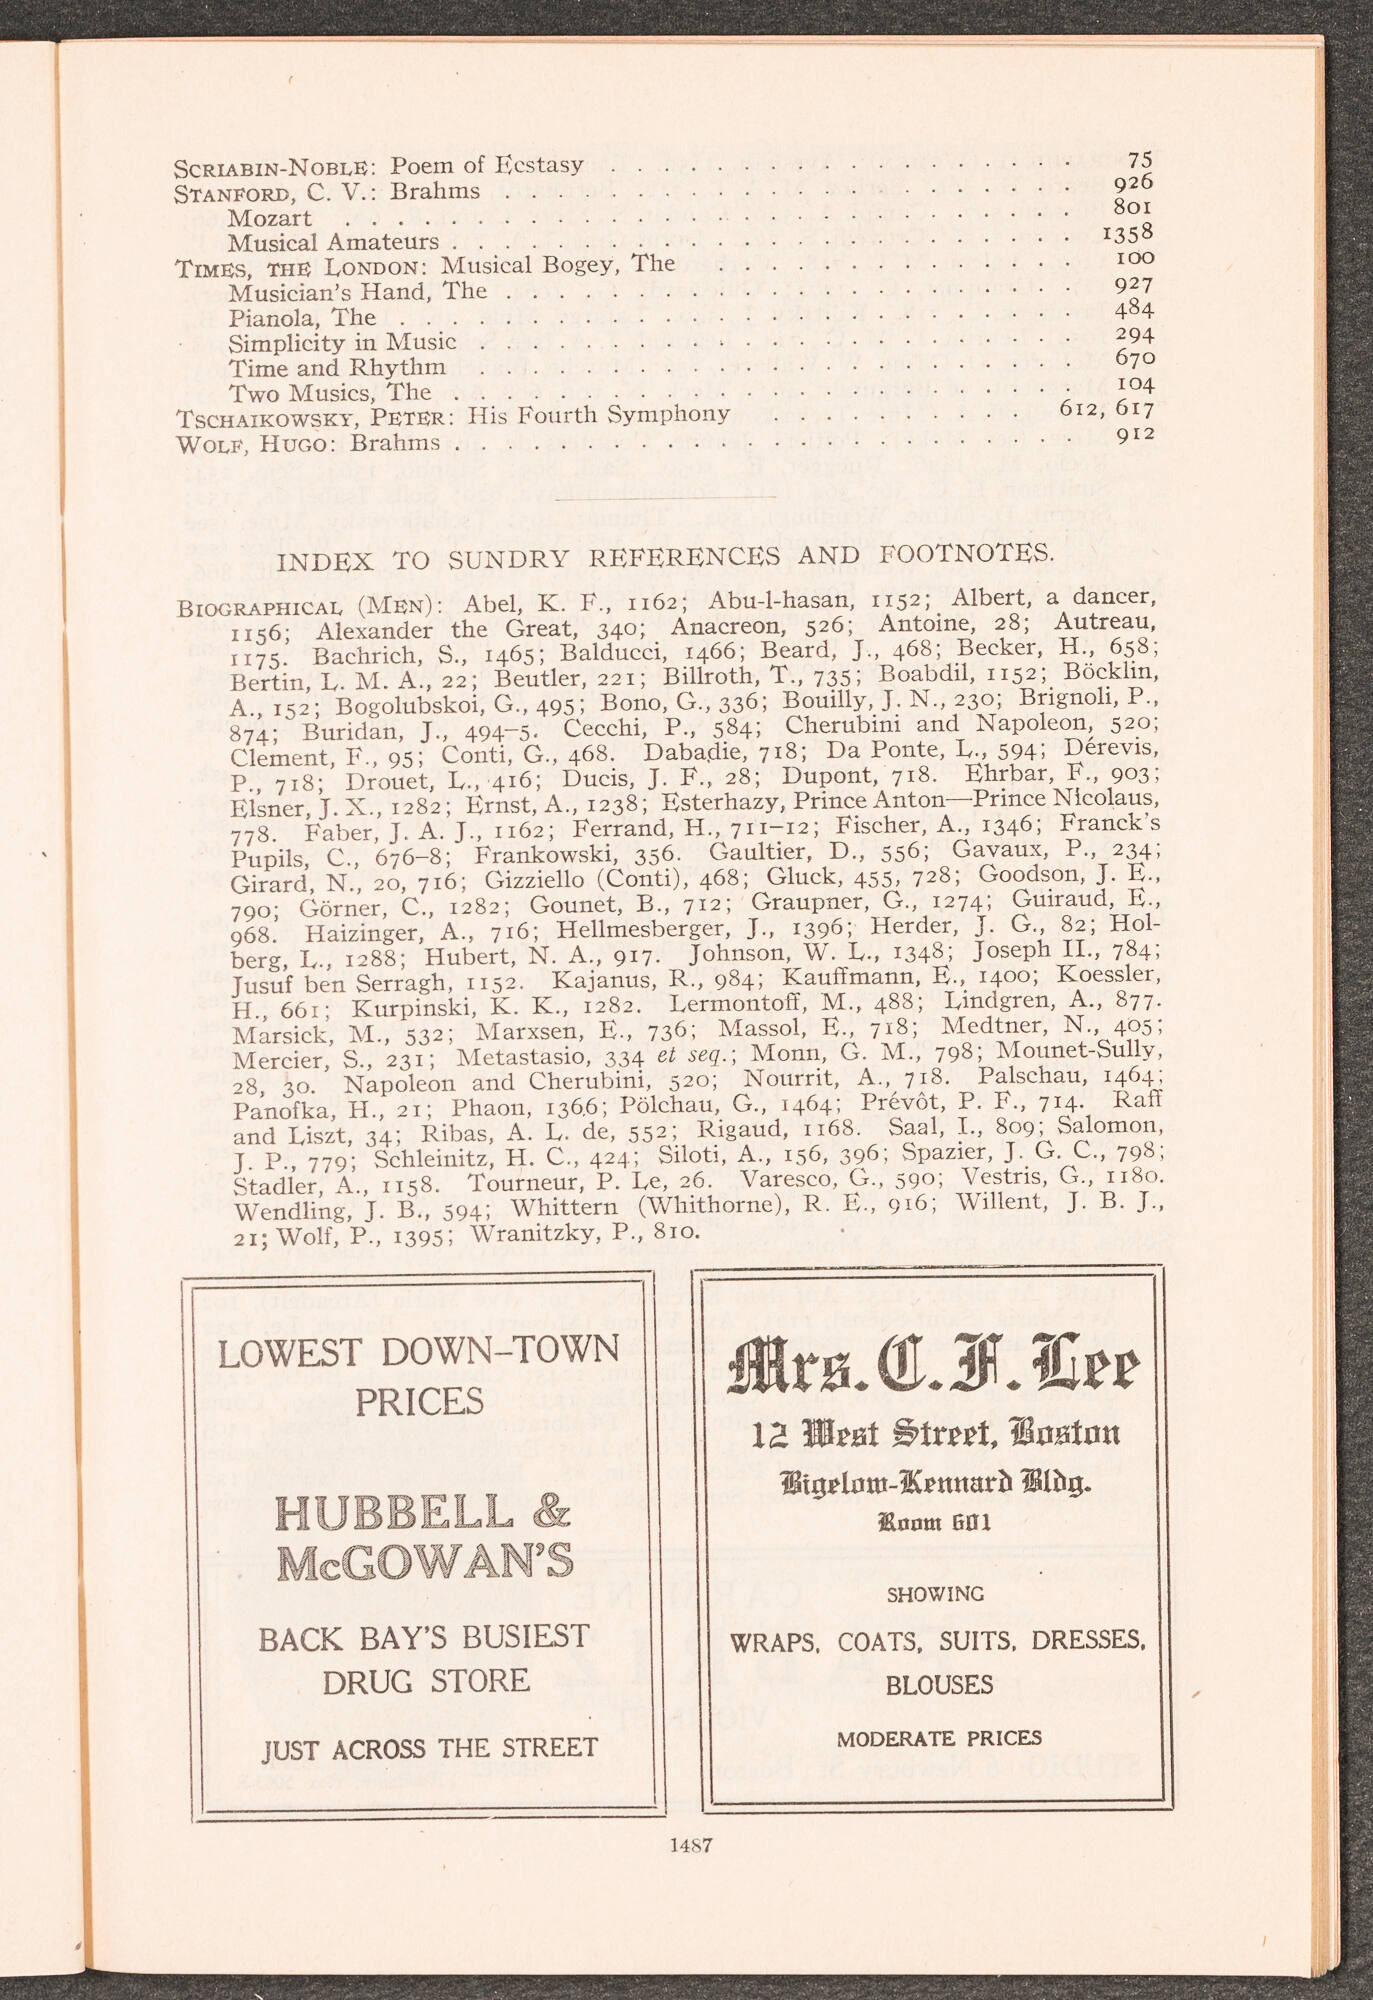 SCRIABIN-NOBLE: Poem of Ecstasy . . . . . . . . . . . . . . . . . . 75
STANFORD, C. V.: Brahms . . . . . . . . . . . . . . . . . . . . . . 926
Mozart . . . . . . . . . . . . . . . . . . . . . . . . . . . . 801
Musical Amateurs . . . . . . . . . . . . . . . . . . . . . . . . 1358
TIMES, THE LONDON: Musical Bogey, The . . . . . . . . . . . . . . 100
Musician's Hand, The . . . . . . . . . . . . . . . . . . . . . . 927
Pianola, The . . . . . . . . . . . . . . . . . . . . . . . . . . 484
Simplicity in Music . . . . . . . . . . . . . . . . . . . . . . . 294
Time and Rhythm . . . . . . . . . . . . . . . . . . . . . . . 670
Two Musics, The . . . . . . . . . . . . . . . . . . . . . . . . 104
TSCHAIKOWSKY, PETER: His Fourth Symphony . . . . . . . . . . 612, 617
WOLF, HUGO: Brahms . . . . . . . . . . . . . . . . . . . . . . . . 912
INDEX TO SUNDRY REFERENCES AND FOOTNOTES.
BIOGRAPHICAL (MEN): Abel, K. F., 1162; Abu-l-hasan, 1152; Albert, a dancer,
1156; Alexander the Great, 340; Anacreon, 526; Antoine, 28; Autreau,
1175. Bachrich, S., 1465; Balducci, 1466; Beard, J., 468; Becker, H., 658;
Bertin, L. M. A., 22; Beutler, 221; Billroth, T., 735; Boabdil, 1152; Böcklin,
A., 152; Bogolubskoi, G., 495; Bono, G., 336; Bouilly, J. N., 230; Brignoli, P.,
874; Buridan, J., 494-5. Cecchi, P., 584; Cherubini and Napoleon, 520;
Clement, F., 95; Conti, G., 468. Dabadie, 718; Da Ponte, L., 594; Dérevis,
P., 718; Drouet, L., 416; Ducis, J. F., 28; Dupont, 718. Ehrbar, F., 903;
Elsner, J. X., 1282; Ernst, A., 1238; Esterhazy, Prince Anton—Prince Nicolaus,
778. Faber, J. A. J., 1162; Ferrand, H., 711-12; Fischer, A., 1346; Franck's
Pupils, C., 676-8; Frankowski, 356. Gaultier, D., 556; Gavaux, P., 234;
Girard, N., 20, 716; Gizziello (Conti), 468; Gluck, 455, 728; Goodson, J. E.,
790; Görner, C., 1282; Gounet, B., 712; Graupner, G., 1274; Guiraud, E.,
968. Haizinger, A., 716; Hellmesberger, J., 1396; Herder, J. G., 82; Hol-
berg, L., 1288; Hubert, N. A., 917. Johnson, W. L., 1348; Joseph II., 784;
Jusuf ben Serragh, 1152. Kajanus, R., 984; Kauffmann, E., 1400; Koessler,
H., 661; Kurpinski, K. K., 1282. Lermontoff, M., 488; Lindgren, A., 877.
Marsick, M., 532; Marxsen, E., 736; Massol, E., 718; Medtner, N., 405;
Mercier, S., 231; Metastasio, 334 et seq.; Monn, G. M., 798; Mounet-Sully,
28, 30. Napoleon and Cherubini, 520; Nourrit, A., 718. Palschau, 1464;
Panofka, H., 21; Phaon, 1366; Pölchau, G., 1464; Prévôt, P. F., 714. Raff
and Liszt, 34; Ribas, A. L. de, 552; Rigaud, 1168. Saal, I., 809; Salomon,
J. P., 779; Schleinitz, H. C., 424; Siloti, A., 156, 396; Spazier, J. G. C., 798;
Stadler, A., 1158. Tourneur, P. Le, 26. Varesco, G., 590; Vestris, G., 1180.
Wendling, J. B., 594; Whittern (Whithorne), R. E., 916; Willent, J. B. J.,
21; Wolf, P., 1395; Wranitzky, P., 810.
LOWEST DOWN-TOWN
PRICES
HUBBELL &
McGOWAN'S
BACK BAY'S BUSIEST
DRUG STORE
JUST ACROSS THE STREET
Mrs. C. F. Lee
12 West Street, Boston
Bigelow-Kennard Bldg.
Room 601
SHOWING
WRAPS, COATS, SUITS, DRESSES,
BLOUSES
MODERATE PRICES
1487